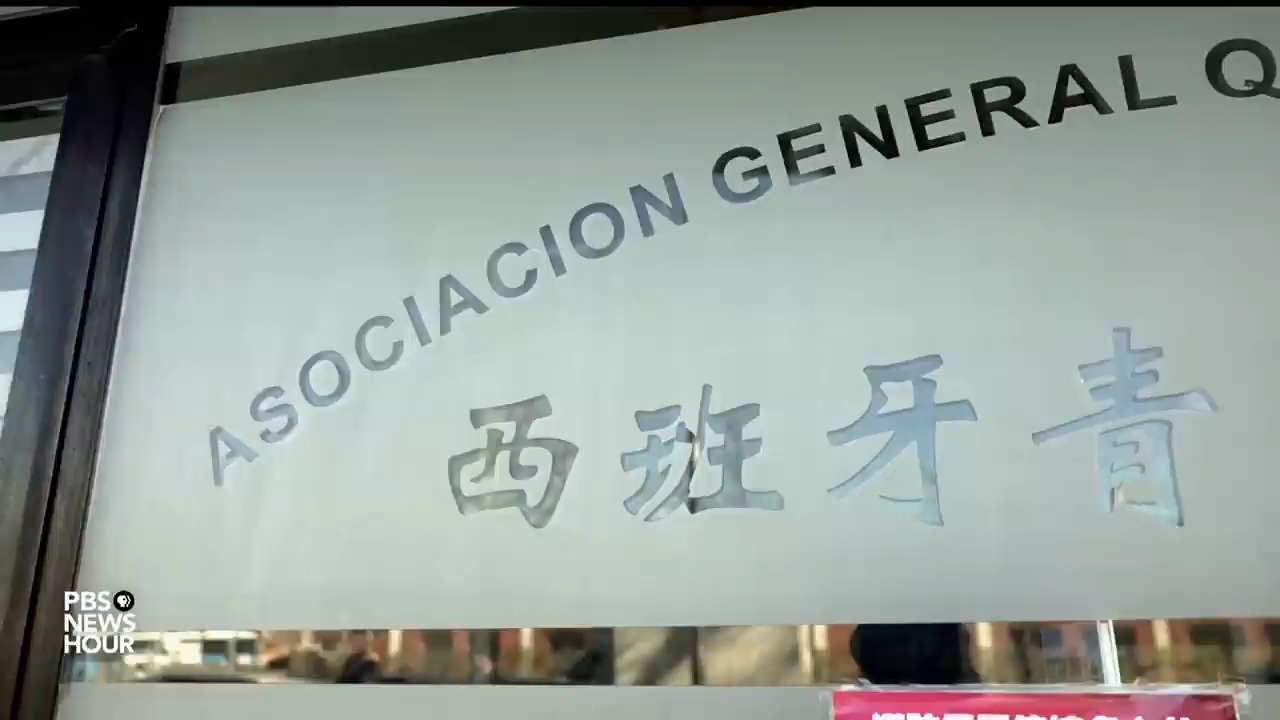 ASOCIACION GENERAL Q
西班牙青
PBS
NEWS
HOUR